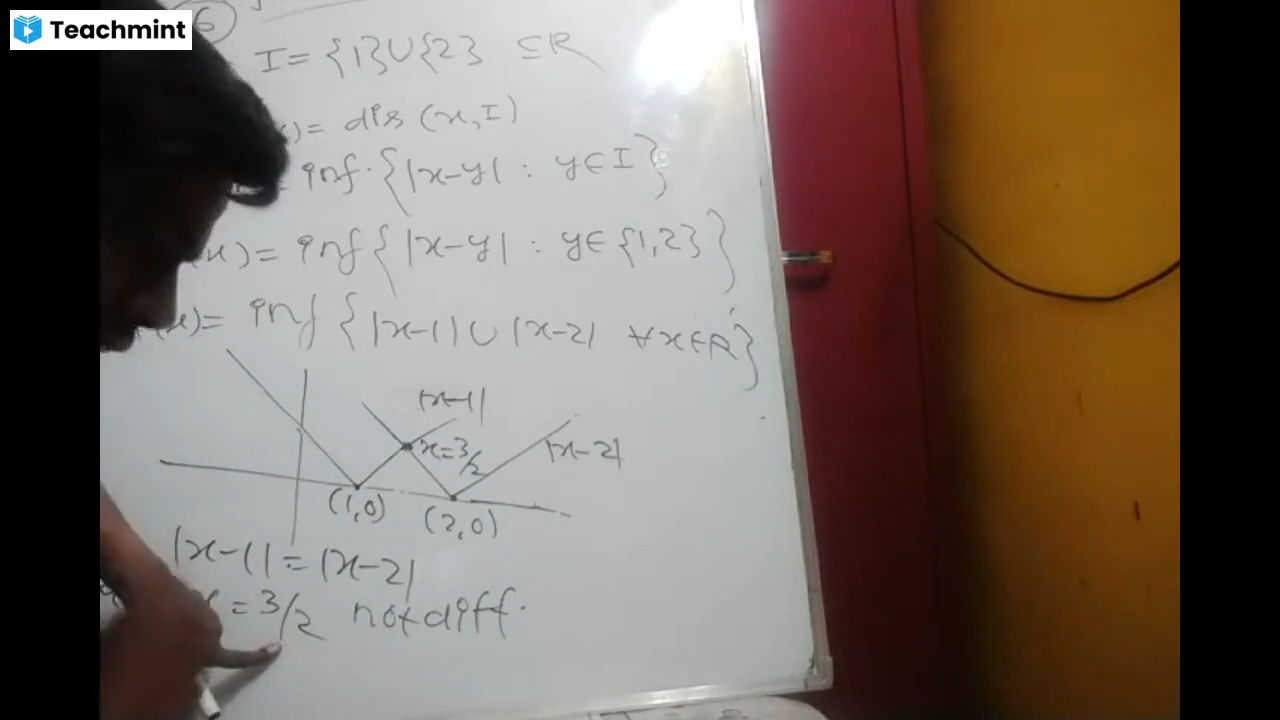 Teachmint
6
I = {1}∪{2} ⊆R
)= dis (x, I)
= inf. {|x-y| : y∈I}
(x) = inf {|x-y| : y∈ {1,2}}
(x)= inf {|x-1| ∪ |x-2| ∀x∈R}
|x-1|
x=3/2
|x-2|
(1,0)
(2,0)
|x-1| = |x-2|
x = 3/2 not diff.